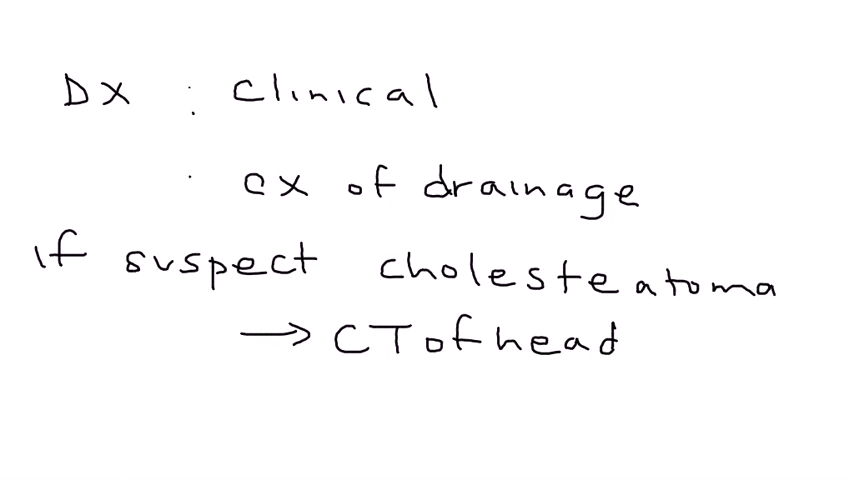 DX : Clinical
· cx of drainage
If suspect cholesteatoma
→ CT of head